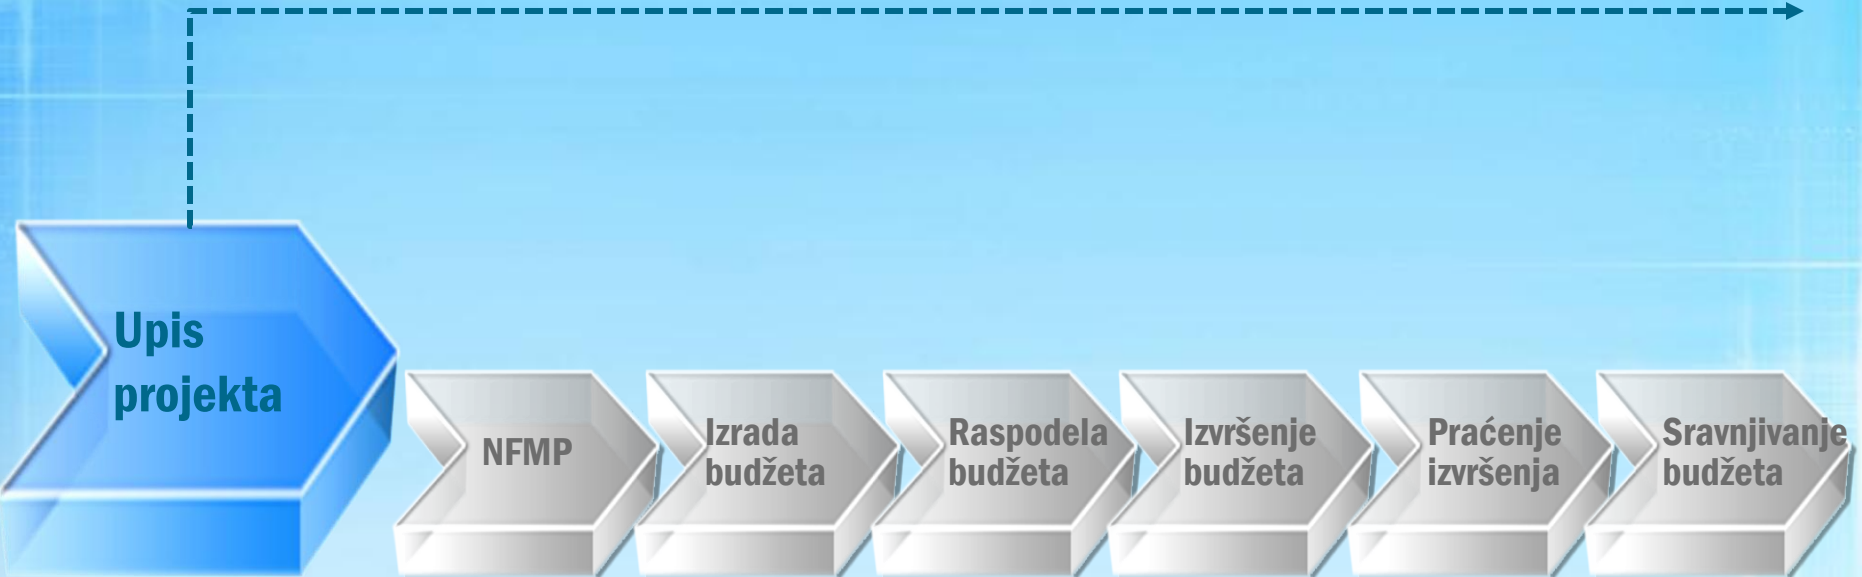 Upis
projekta
NFMP
Izrada
budžeta
Raspodela
budžeta
Izvršenje
budžeta
Praćenje
izvršenja
Sravnjivanje
budžeta